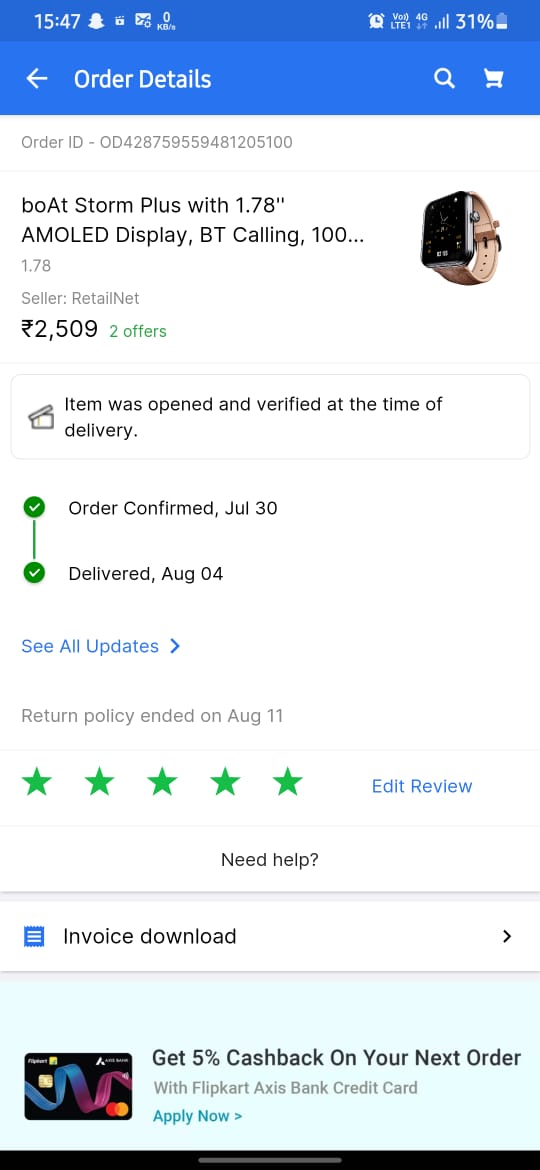 15:47 0 KB/s Vo)) LTE1 4G 31%
Order Details
Order ID - OD428759559481205100
boAt Storm Plus with 1.78''
AMOLED Display, BT Calling, 100...
1.78
Seller: RetailNet
₹2,509 2 offers
Item was opened and verified at the time of
delivery.
Order Confirmed, Jul 30
Delivered, Aug 04
See All Updates
Return policy ended on Aug 11
Edit Review
Need help?
Invoice download
Flipkart AXIS BANK
Get 5% Cashback On Your Next Order
With Flipkart Axis Bank Credit Card
Apply Now >